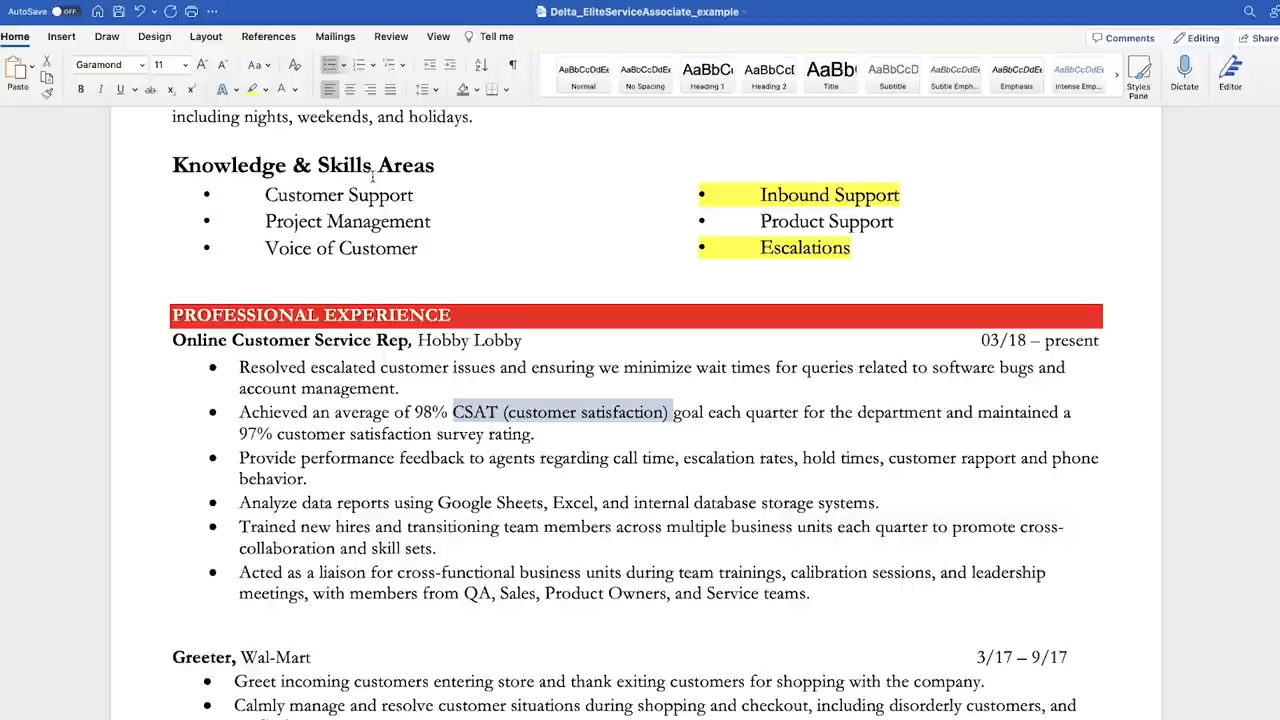 AutoSave OFF
Delta_EliteServiceAssociate_example
Home Insert Draw Design Layout References Mailings Review View Tell me
Comments Editing Share
Paste
Garamond 11
AaBbCcDdEe Normal
AaBbCcDdEe No Spacing
AaBbCc Heading 1
AaBbCcD Heading 2
AaBb Title
AaBbCcD Subtitle
AaBbCcDdEe Subtle Emph...
AaBbCcDdEe Emphasis
AaBbCcDdEe Intense Emp...
Styles Pane
Dictate
Editor
including nights, weekends, and holidays.
Knowledge & Skills Areas
• Customer Support • Inbound Support
• Project Management • Product Support
• Voice of Customer • Escalations
PROFESSIONAL EXPERIENCE
Online Customer Service Rep, Hobby Lobby 03/18 – present
• Resolved escalated customer issues and ensuring we minimize wait times for queries related to software bugs and
account management.
• Achieved an average of 98% CSAT (customer satisfaction) goal each quarter for the department and maintained a
97% customer satisfaction survey rating.
• Provide performance feedback to agents regarding call time, escalation rates, hold times, customer rapport and phone
behavior.
• Analyze data reports using Google Sheets, Excel, and internal database storage systems.
• Trained new hires and transitioning team members across multiple business units each quarter to promote cross-
collaboration and skill sets.
• Acted as a liaison for cross-functional business units during team trainings, calibration sessions, and leadership
meetings, with members from QA, Sales, Product Owners, and Service teams.
Greeter, Wal-Mart 3/17 – 9/17
• Greet incoming customers entering store and thank exiting customers for shopping with the company.
• Calmly manage and resolve customer situations during shopping and checkout, including disorderly customers, and